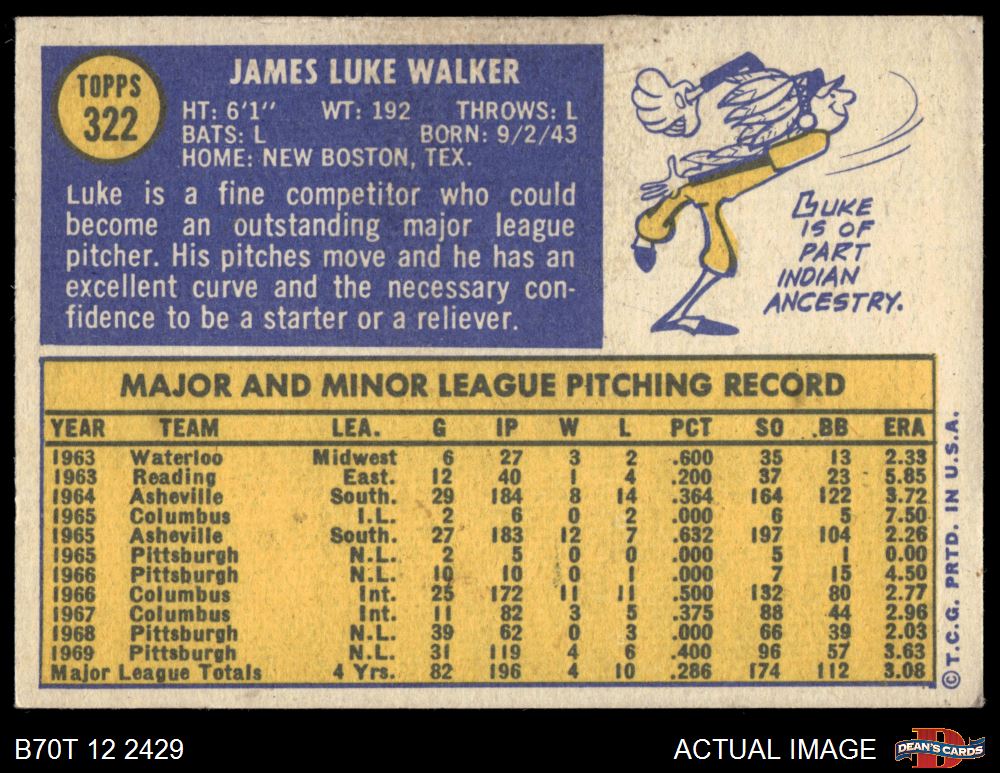 TOPPS
322
JAMES LUKE WALKER
HT: 6'1" WT: 192 THROWS: L
BATS: L BORN: 9/2/43
HOME: NEW BOSTON, TEX.
Luke is a fine competitor who could
become an outstanding major league
pitcher. His pitches move and he has an
excellent curve and the necessary con-
fidence to be a starter or a reliever.
LUKE
IS OF
PART
INDIAN
ANCESTRY.
MAJOR AND MINOR LEAGUE PITCHING RECORD
YEAR TEAM LEA. G IP W L PCT SO BB ERA
1963 Waterloo Midwest 6 27 3 2 .600 35 13 2.33
1963 Reading East. 12 40 1 4 .200 37 23 5.85
1964 Asheville South. 29 184 8 14 .364 164 122 3.72
1965 Columbus I.L. 2 6 0 2 .000 6 5 7.50
1965 Asheville South. 27 183 12 7 .632 197 104 2.26
1965 Pittsburgh N.L. 2 5 0 0 .000 5 1 0.00
1966 Pittsburgh N.L. 10 10 0 1 .000 7 15 4.50
1966 Columbus Int. 25 172 11 11 .500 132 80 2.77
1967 Columbus Int. 11 82 3 5 .375 88 44 2.96
1968 Pittsburgh N.L. 39 62 0 3 .000 66 39 2.03
1969 Pittsburgh N.L. 31 119 4 6 .400 96 57 3.63
Major League Totals 4 Yrs. 82 196 4 10 .286 174 112 3.08
©T.C.G. PRTD. IN U.S.A.
B70T 12 2429
ACTUAL IMAGE
D
DEAN'S CARDS